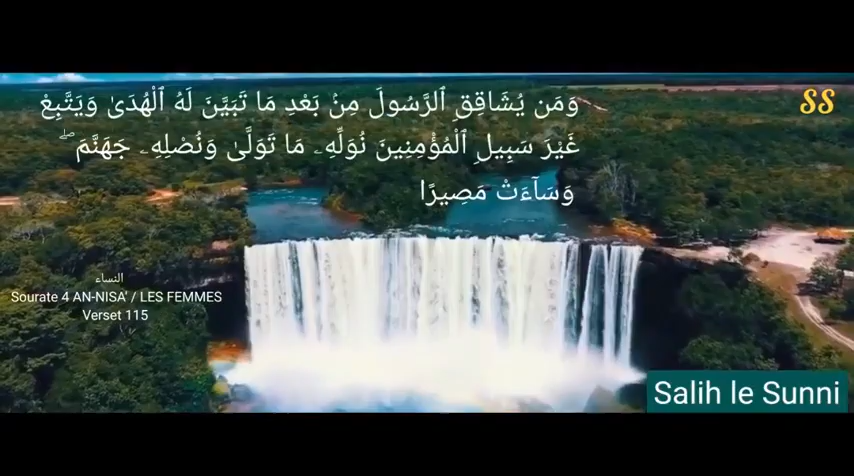 وَمَن يُشَاقِقِ ٱلرَّسُولَ مِنۢ بَعْدِ مَا تَبَيَّنَ لَهُ ٱلْهُدَىٰ وَيَتَّبِعْ
غَيْرَ سَبِيلِ ٱلْمُؤْمِنِينَ نُوَلِّهِۦ مَا تَوَلَّىٰ وَنُصْلِهِۦ جَهَنَّمَ ۖ
وَسَآءَتْ مَصِيرًا
SS
النساء
Sourate 4 AN-NISA' / LES FEMMES
Verset 115
Salih le Sunni